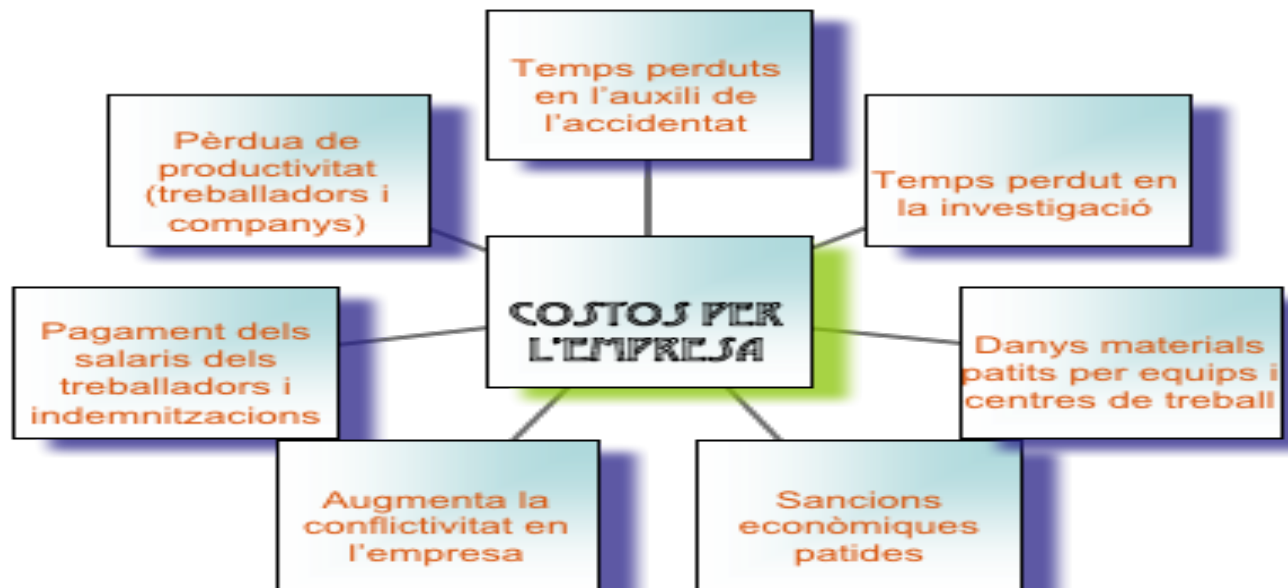 Temps perduts
en l'auxili de
l'accidentat
Pèrdua de
productivitat
(treballadors i
companys)
Temps perdut en
la investigació
COSTOS PER
L'EMPRESA
Pagament dels
salaris dels
treballadors i
indemnitzacions
Danys materials
patits per equips i
centres de treball
Augmenta la
conflictivitat en
l'empresa
Sancions
econòmiques
patides